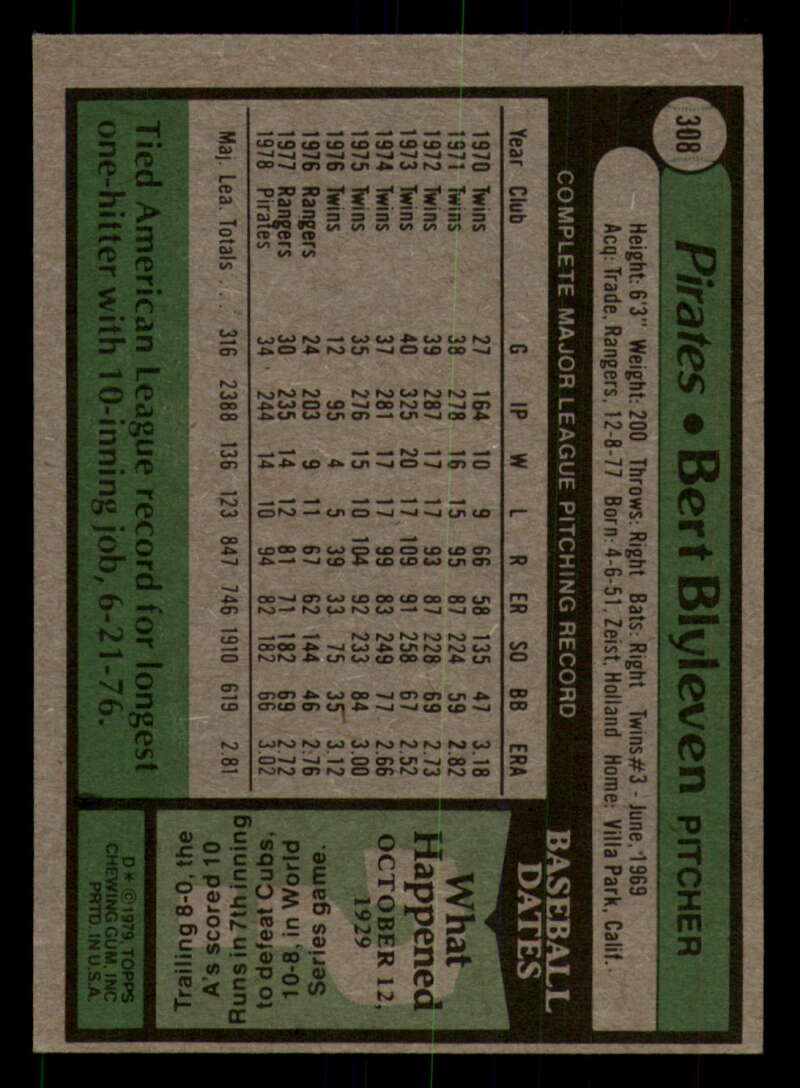 308
Pirates • Bert Blyleven PITCHER
Height: 6'3" Weight: 200 Throws: Right Bats: Right Twins #3 - June, 1969
Acq: Trade, Rangers, 12-8-77 Born: 4-6-51, Zeist, Holland Home: Villa Park, Calif.
COMPLETE MAJOR LEAGUE PITCHING RECORD
Year Club G IP W L R ER SO BB ERA
1970 Twins 27 164 10 9 66 58 135 47 3.18
1971 Twins 38 278 16 15 95 87 224 59 2.82
1972 Twins 39 287 17 17 93 87 228 69 2.73
1973 Twins 40 325 20 17 109 91 258 67 2.52
1974 Twins 37 281 17 17 99 83 249 77 2.66
1975 Twins 35 276 15 10 104 92 233 84 3.00
1976 Twins 12 95 4 5 39 33 75 35 3.12
1976 Rangers 24 203 9 11 67 62 144 46 2.76
1977 Rangers 30 235 14 12 81 71 182 69 2.72
1978 Pirates 34 244 14 10 94 82 182 66 3.02
Maj. Lea. Totals ... 316 2388 136 123 847 746 1910 619 2.81
Tied American League record for longest
one-hitter with 10-inning job, 6-21-76.
BASEBALL
DATES
What
Happened
OCTOBER 12,
1929
Trailing 8-0, the
A's scored 10
Runs in 7th inning
to defeat Cubs,
10-8, in World
Series game.
D* © 1979, TOPPS
CHEWING GUM, INC
PRTD. IN U.S.A.